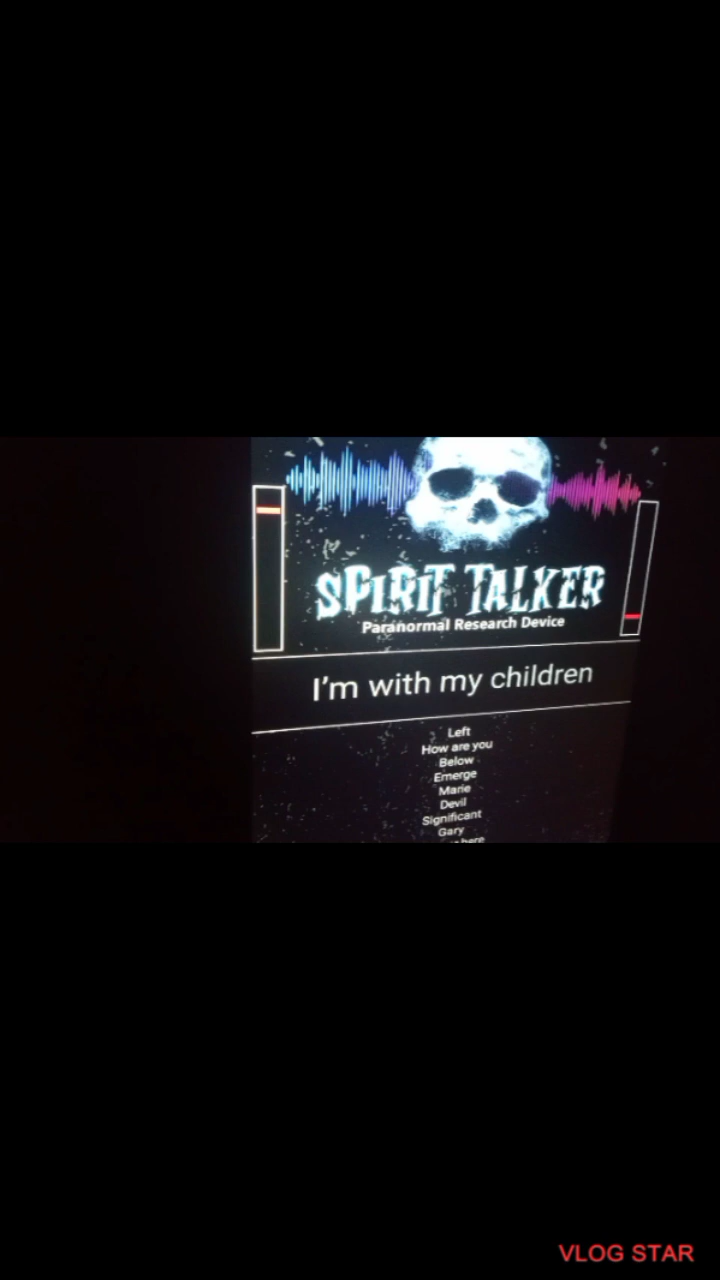 SPIRIT TALKER
Paranormal Research Device
I'm with my children
Left
How are you
Below
Emerge
Marie
Devil
Significant
Gary
here
VLOG STAR